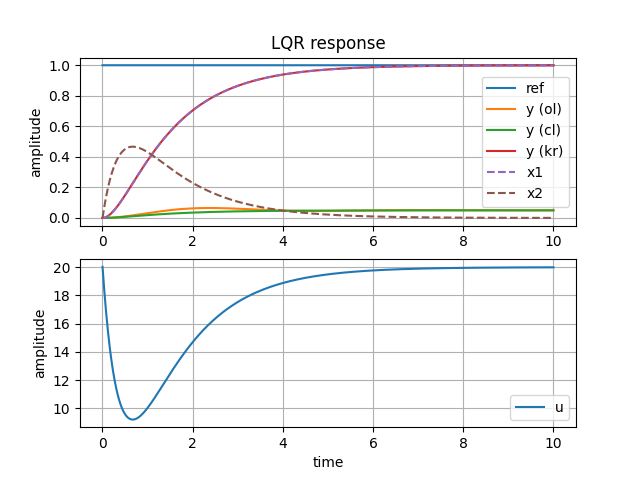 LQR response
amplitude
1.0
0.8
0.6
0.4
0.2
0.0
ref
y (ol)
y (cl)
y (kr)
x1
x2
0 2 4 6 8 10
amplitude
20
18
16
14
12
10
u
0 2 4 6 8 10
time